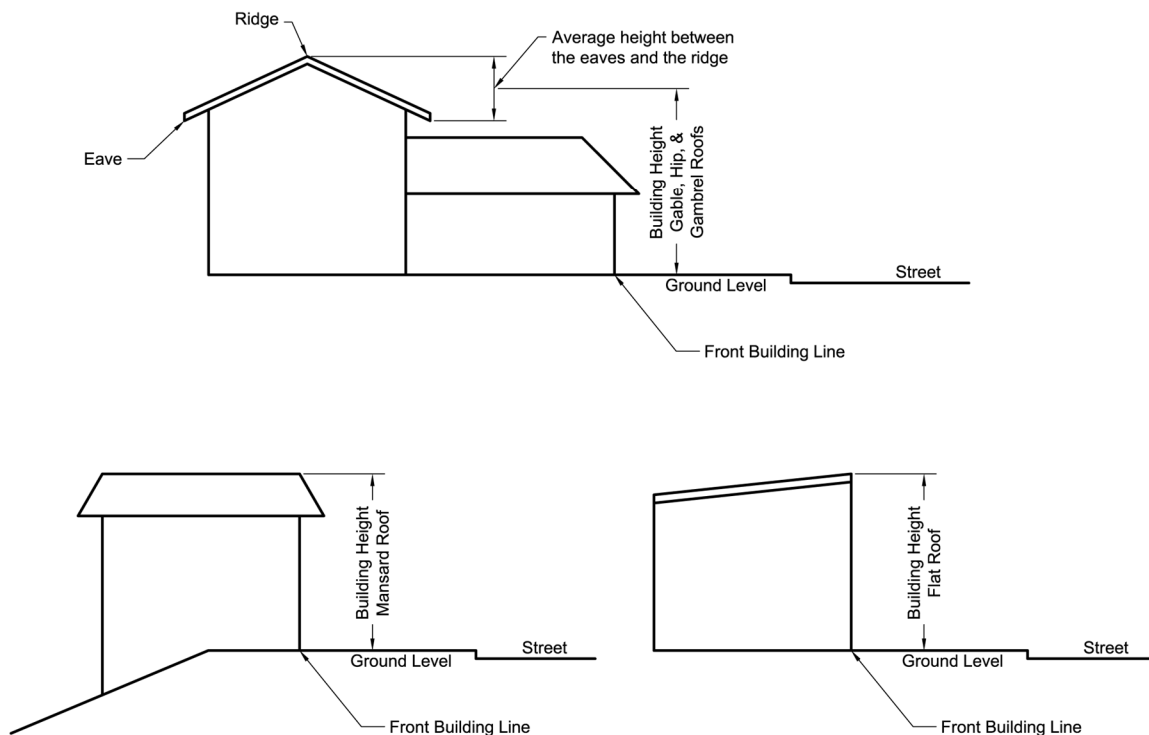 Ridge
Average height between
the eaves and the ridge
Eave
Building Height
Gable, Hip, &
Gambrel Roofs
Street
Ground Level
Front Building Line
Building Height
Mansard Roof
Street
Ground Level
Front Building Line
Building Height
Flat Roof
Street
Ground Level
Front Building Line